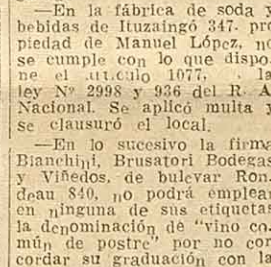 —En la fábrica de soda y
bebidas de Ituzaingó 347. pro
piedad de Manuel López, no
se cumple con lo que dispo-
ne el 1077, la
ley Nº 2998 y 936 del R. A
Nacional. Se aplicó multa y
se clausuró el local.
—En lo sucesivo la firma
Bianchini, Brusatori Bodegas
y Viñedos, de bulevar Ron.
deau 840, no podrá emplear
en ninguna de sus etiquetas
la denominación de "vino co-
mún de postre" por no con
cordar su graduación con la